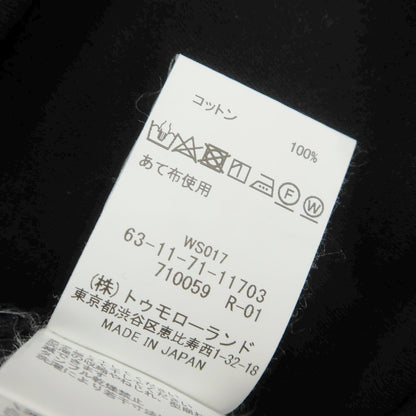 コットン 100%
F W
あて布使用
WS017
63-11-71-11703
710059 R-01
(株)トゥモローランド
東京都渋谷区恵比寿西1-32-18
MADE IN JAPAN